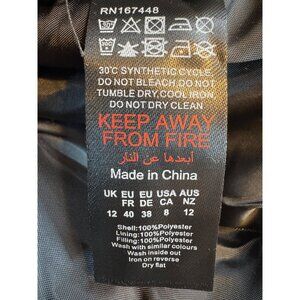 RN167448
30°C SYNTHETIC CYCLE,
DO NOT BLEACH,DO NOT
TUMBLE DRY,COOL IRON,
DO NOT DRY CLEAN
KEEP AWAY
FROM FIRE
أبعدها عن النار
Made in China
UK EU EU USA AUS
FR DE CA NZ
12 40 38 8 12
Shell:100%Polyester
Lining:100%Polyester
Filling:100%Polyester
Wash with similar colours
Wash inside out
Iron on reverse
Dry flat